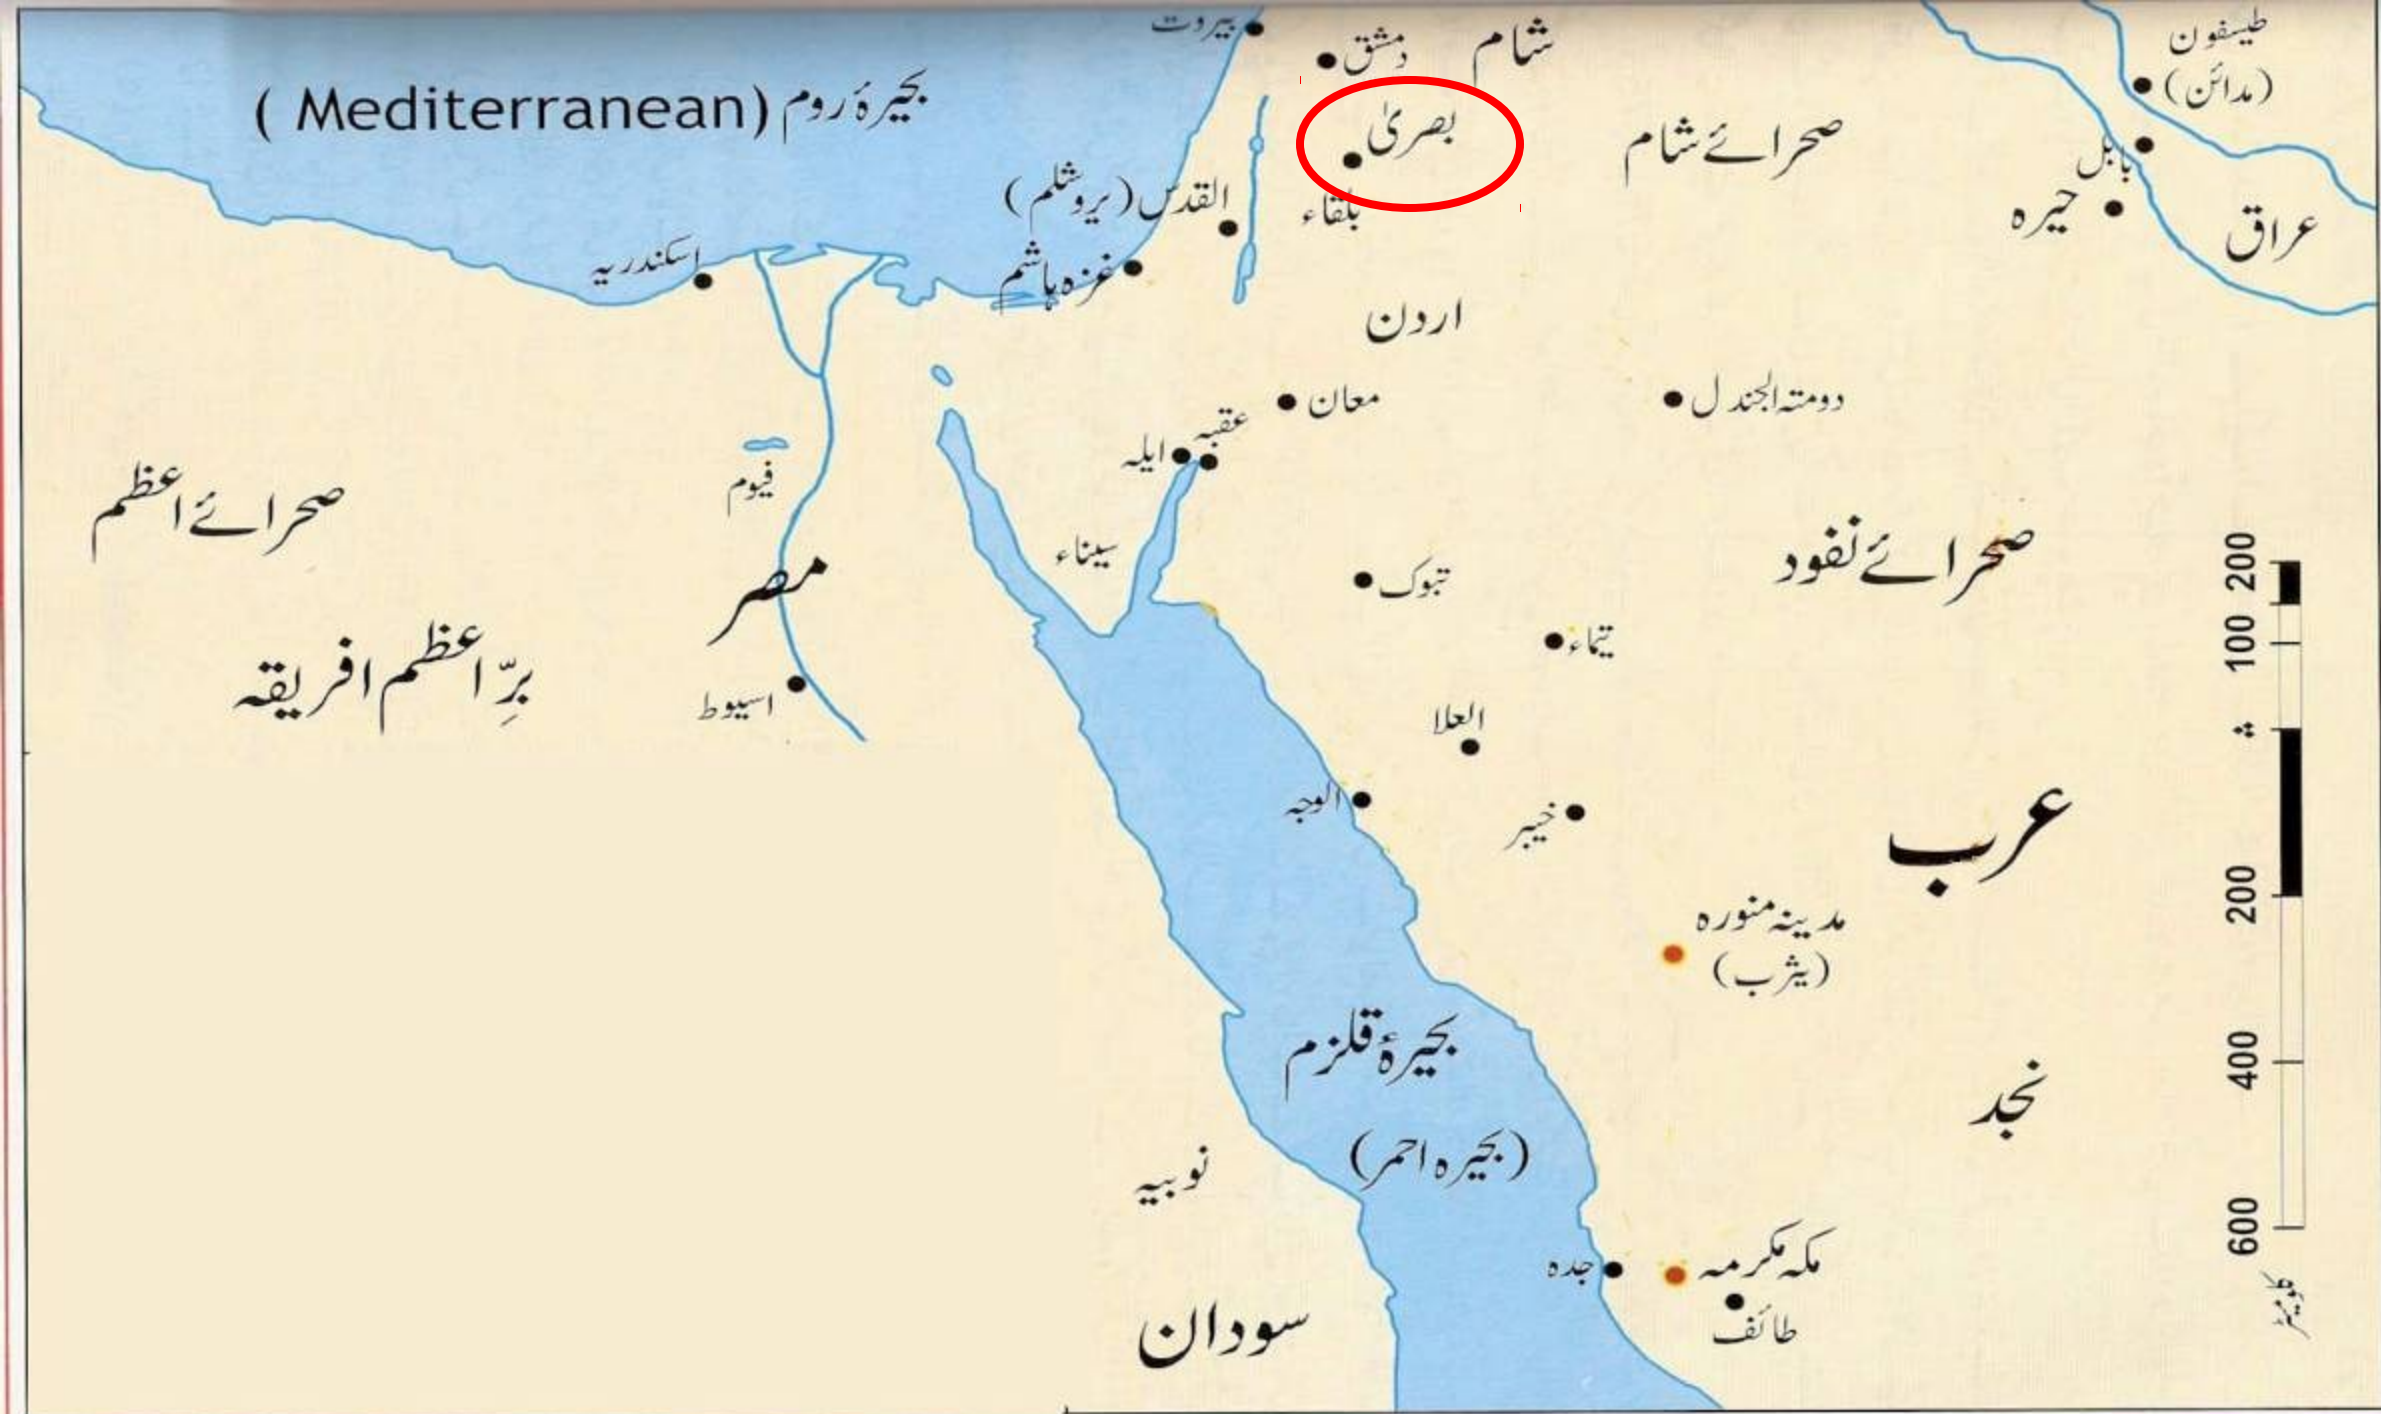 بیروت
دمشق
شام
طیسفون
(مدائن)
بحیرۂ روم (Mediterranean)
بصریٰ
صحرائے شام
بابل
القدس (یروشلم)
بلقاء
حیرہ
عراق
اسکندریہ
غزہ ہاشم
اردن
معان
دومتہ الجندل
عقبہ
ایلہ
فیوم
صحرائے اعظم
سیناء
صحرائے نفود
200
مصر
تبوک
تیماء
100
برِّ اعظم افریقہ
اسیوط
العلا
الوجہ
خیبر
عرب
200
مدینہ منورہ
(یثرب)
بحیرۂ قلزم
400
نجد
(بحیرہ احمر)
نوبیہ
600
جدہ
مکہ مکرمہ
طائف
سودان
کلومیٹر